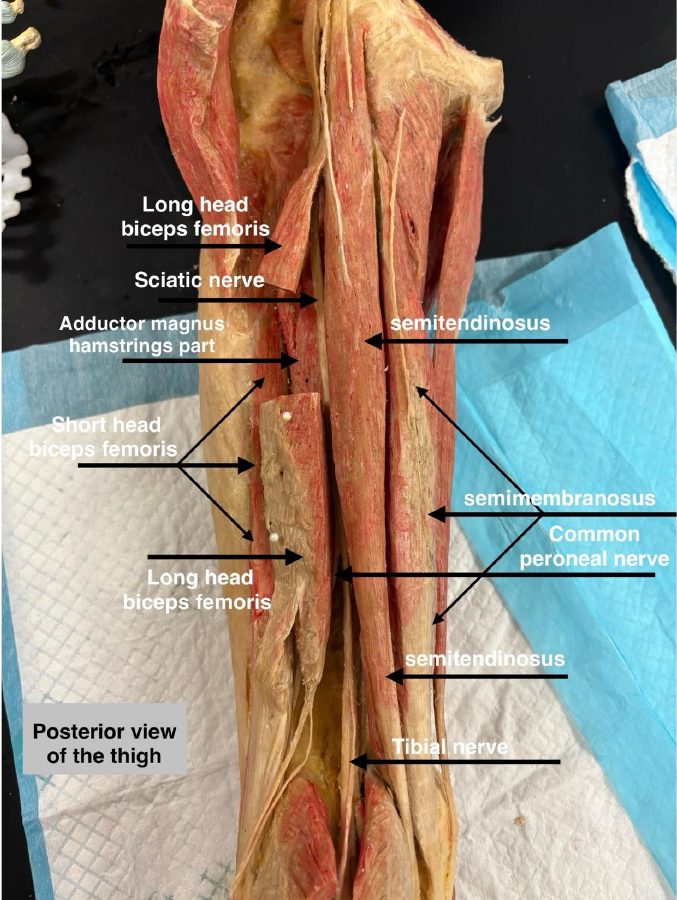 Long head
biceps femoris
Sciatic nerve
Adductor magnus
hamstrings part
semitendinosus
Short head
biceps femoris
semimembranosus
Common
peroneal nerve
Long head
biceps femoris
semitendinosus
Posterior view
of the thigh
Tibial nerve